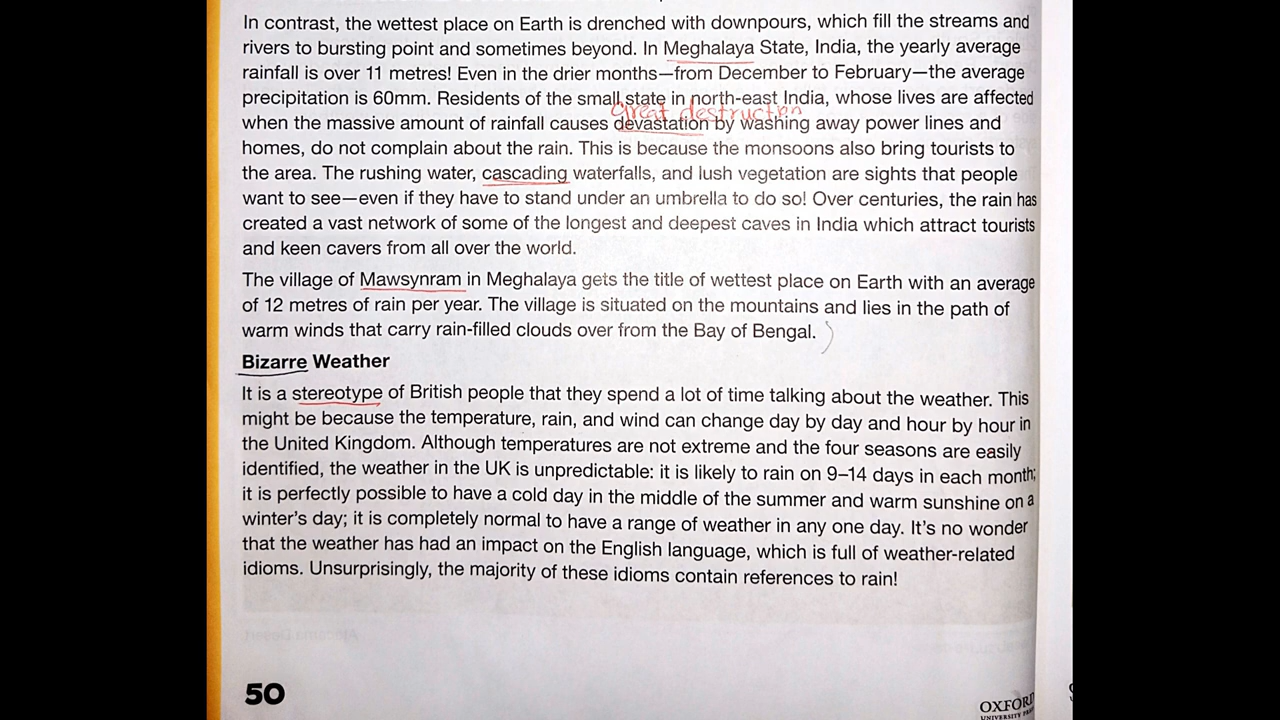 In contrast, the wettest place on Earth is drenched with downpours, which fill the streams and
rivers to bursting point and sometimes beyond. In Meghalaya State, India, the yearly average
rainfall is over 11 metres! Even in the drier months—from December to February—the average
precipitation is 60mm. Residents of the small state in north-east India, whose lives are affected
great destruction
when the massive amount of rainfall causes devastation by washing away power lines and
homes, do not complain about the rain. This is because the monsoons also bring tourists to
the area. The rushing water, cascading waterfalls, and lush vegetation are sights that people
want to see—even if they have to stand under an umbrella to do so! Over centuries, the rain has
created a vast network of some of the longest and deepest caves in India which attract tourists
and keen cavers from all over the world.
The village of Mawsynram in Meghalaya gets the title of wettest place on Earth with an average
of 12 metres of rain per year. The village is situated on the mountains and lies in the path of
warm winds that carry rain-filled clouds over from the Bay of Bengal.
Bizarre Weather
It is a stereotype of British people that they spend a lot of time talking about the weather. This
might be because the temperature, rain, and wind can change day by day and hour by hour in
the United Kingdom. Although temperatures are not extreme and the four seasons are easily
identified, the weather in the UK is unpredictable: it is likely to rain on 9–14 days in each month;
it is perfectly possible to have a cold day in the middle of the summer and warm sunshine on a
winter's day; it is completely normal to have a range of weather in any one day. It's no wonder
that the weather has had an impact on the English language, which is full of weather-related
idioms. Unsurprisingly, the majority of these idioms contain references to rain!
50
OXFORD
UNIVERSITY